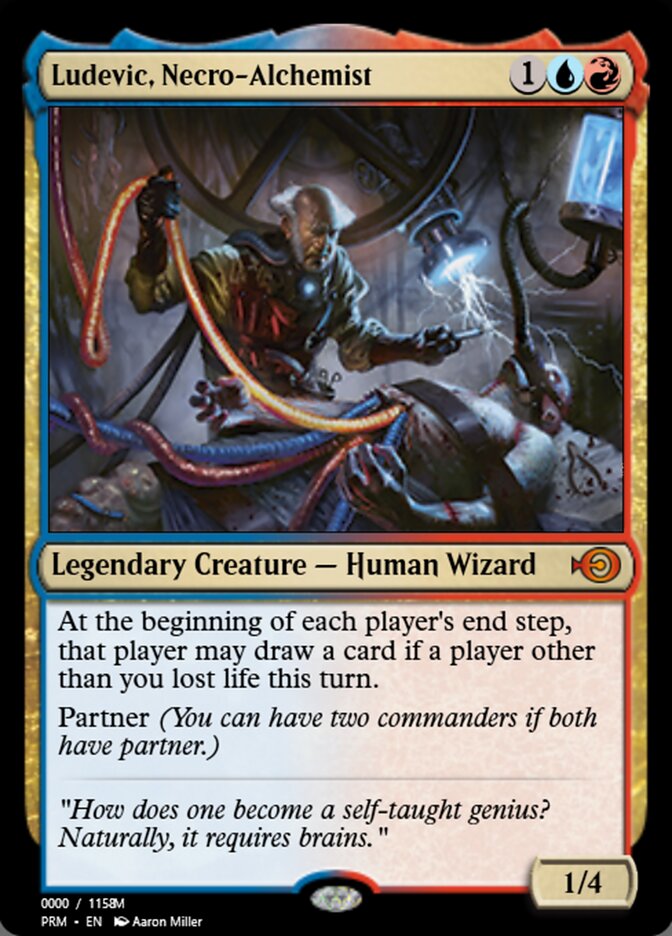 Ludevic, Necro-Alchemist 1
Legendary Creature — Human Wizard
At the beginning of each player's end step,
that player may draw a card if a player other
than you lost life this turn.
Partner (You can have two commanders if both
have partner.)
"How does one become a self-taught genius?
Naturally, it requires brains."
1/4
0000 / 1158M
PRM • EN Aaron Miller